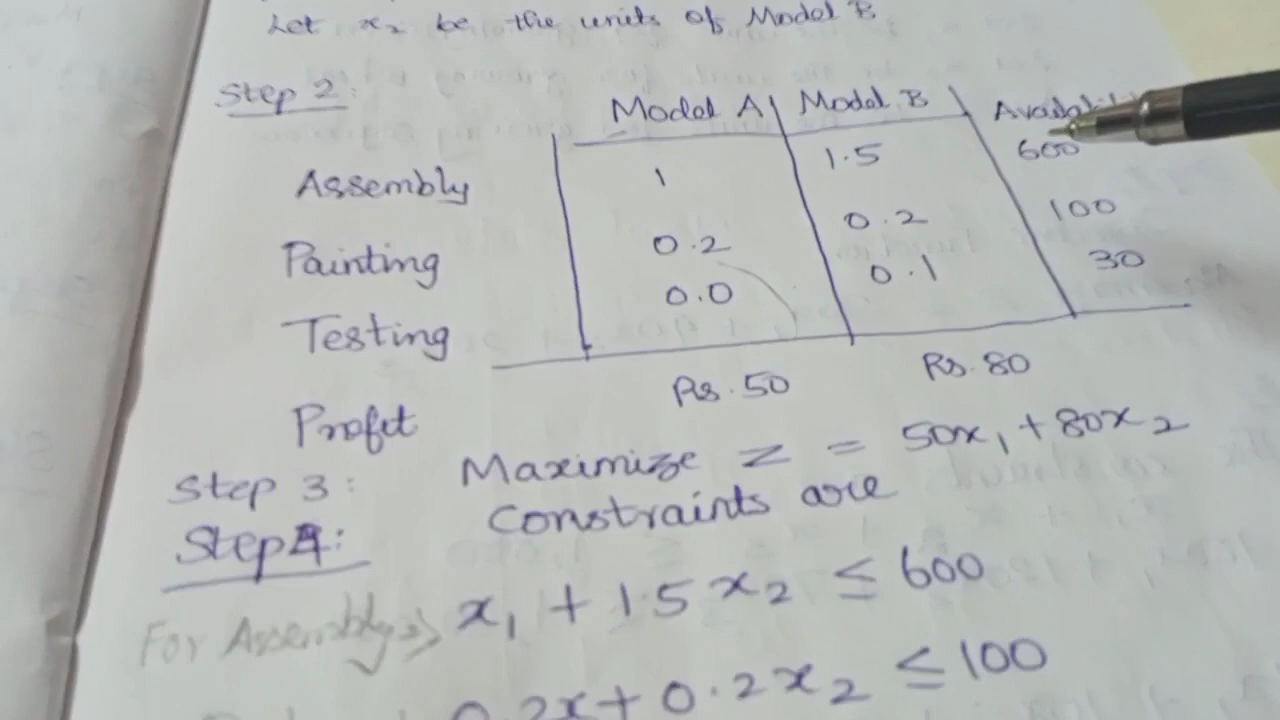 Let x₂ be the units of Model B
Step 2:
Model A Model B
Assembly 1 1.5 600
Painting 0.2 0.2 100
Testing 0.0 0.1 30
Profit Rs. 50 Rs. 80
Step 3: Maximize Z = 50x₁ + 80x₂
Step 4: Constraints are
For Assembly => x₁ + 1.5x₂ ≤ 600
0.2x + 0.2x₂ ≤ 100